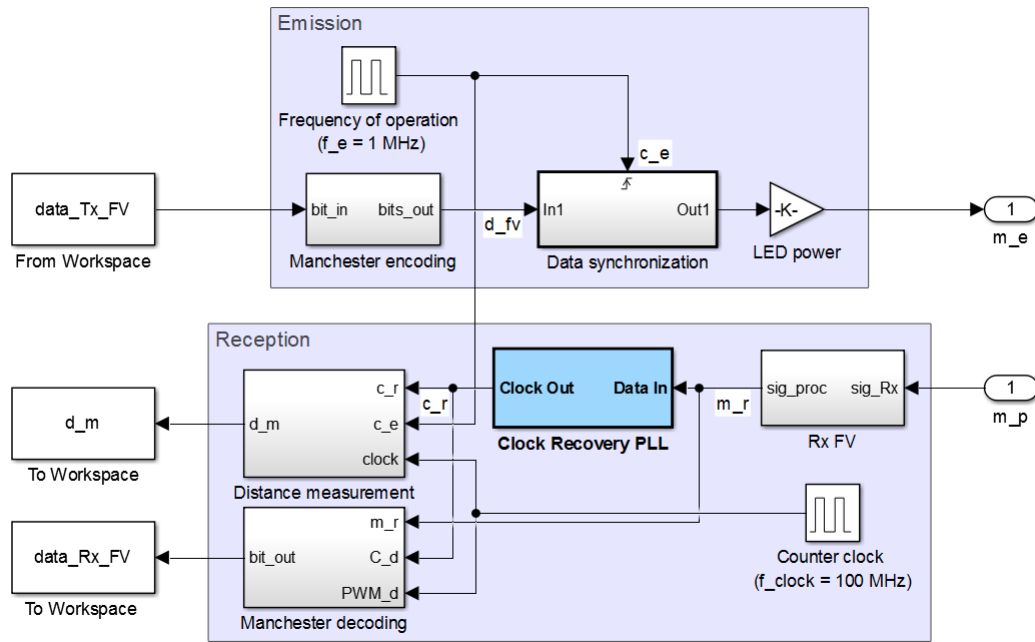 Emission
Frequency of operation
(f_e = 1 MHz)
c_e
data_Tx_FV
From Workspace
bit_in
bits_out
Manchester encoding
d_fv
In1
Out1
Data synchronization
-K-
LED power
1
m_e
Reception
c_r
c_e
clock
d_m
Distance measurement
c_r
Clock Out
Data In
Clock Recovery PLL
m_r
sig_proc
sig_Rx
Rx FV
1
m_p
d_m
To Workspace
m_r
C_d
PWM_d
bit_out
Manchester decoding
Counter clock
(f_clock = 100 MHz)
data_Rx_FV
To Workspace